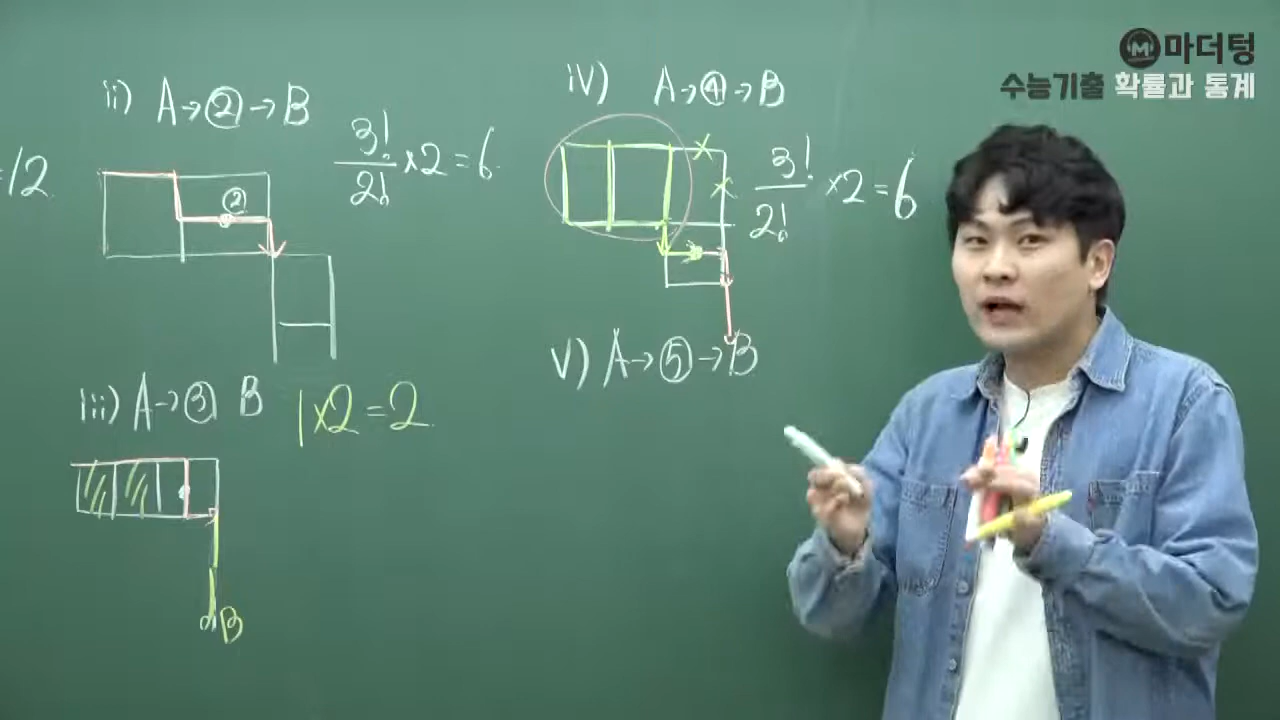 마더텅
수능기출 확률과 통계
=12
ii) A→②→B
3!/2! ×2=6
②
iii) A→③ B 1×2=2
B
iv) A→④→B
3!/2! ×2=6
v) A→⑤→B